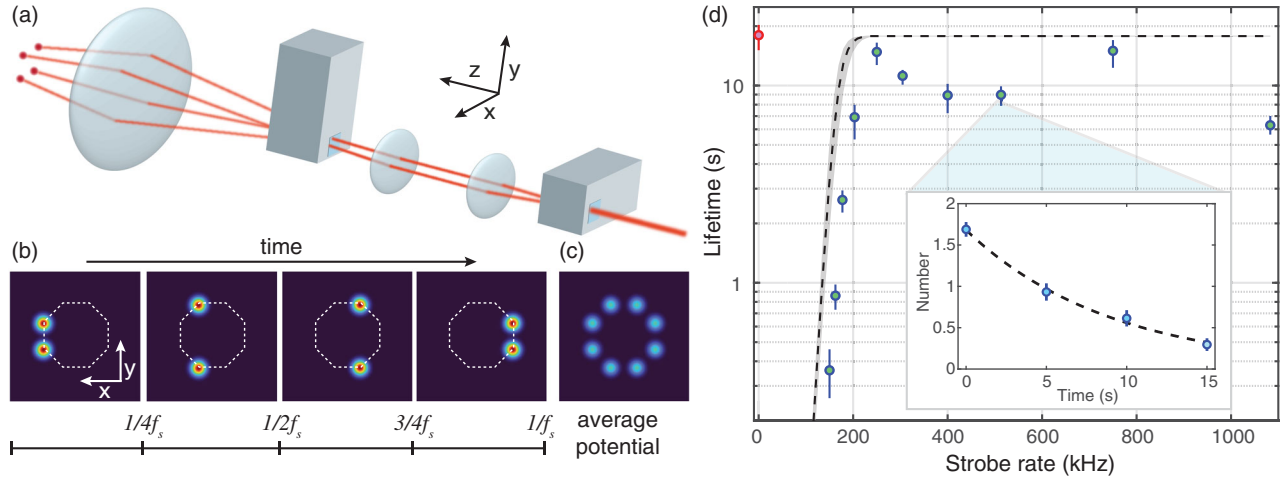 (a)
z
y
x
(b)
time
(c)
y
x
1/4f_s
1/2f_s
3/4f_s
1/f_s
average
potential
(d)
Lifetime (s)
10
1
0
200
400
600
800
1000
Strobe rate (kHz)
Number
2
1.5
1
0.5
0
0
5
10
15
Time (s)